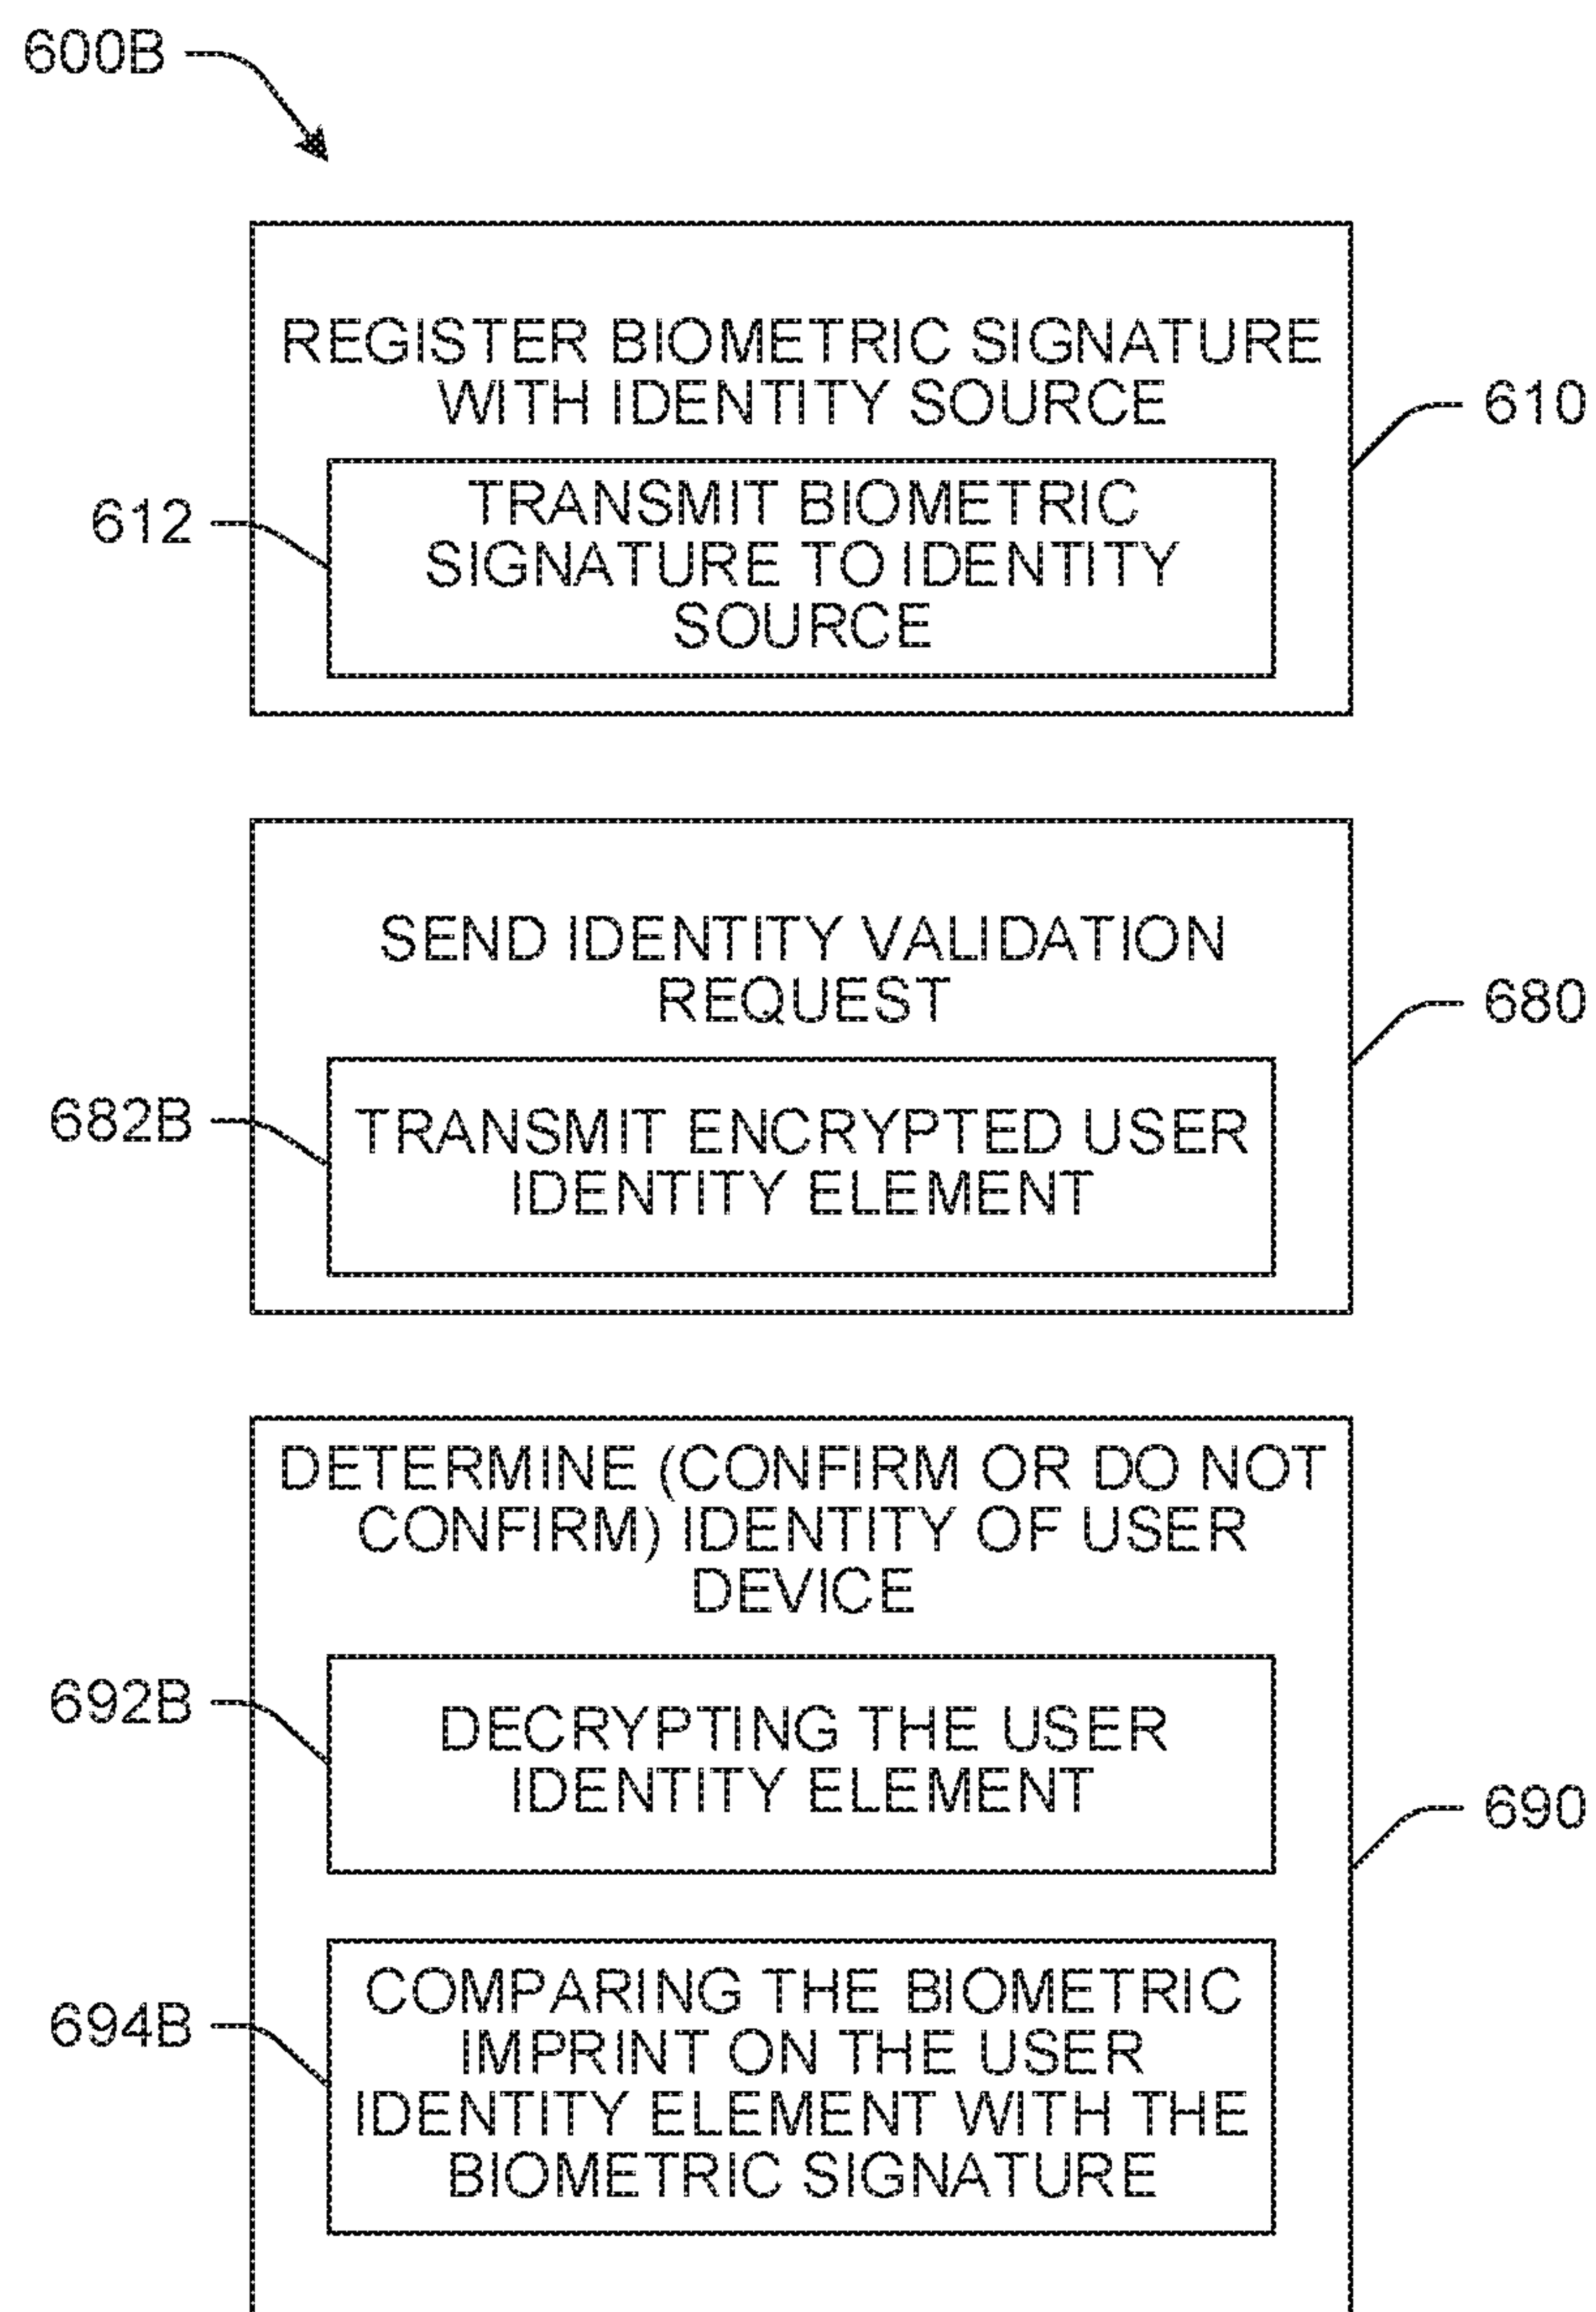 600B
REGISTER BIOMETRIC SIGNATURE
WITH IDENTITY SOURCE
610
612
TRANSMIT BIOMETRIC
SIGNATURE TO IDENTITY
SOURCE
SEND IDENTITY VALIDATION
REQUEST
680
682B
TRANSMIT ENCRYPTED USER
IDENTITY ELEMENT
DETERMINE (CONFIRM OR DO NOT
CONFIRM) IDENTITY OF USER
DEVICE
692B
DECRYPTING THE USER
IDENTITY ELEMENT
690
694B
COMPARING THE BIOMETRIC
IMPRINT ON THE USER
IDENTITY ELEMENT WITH THE
BIOMETRIC SIGNATURE